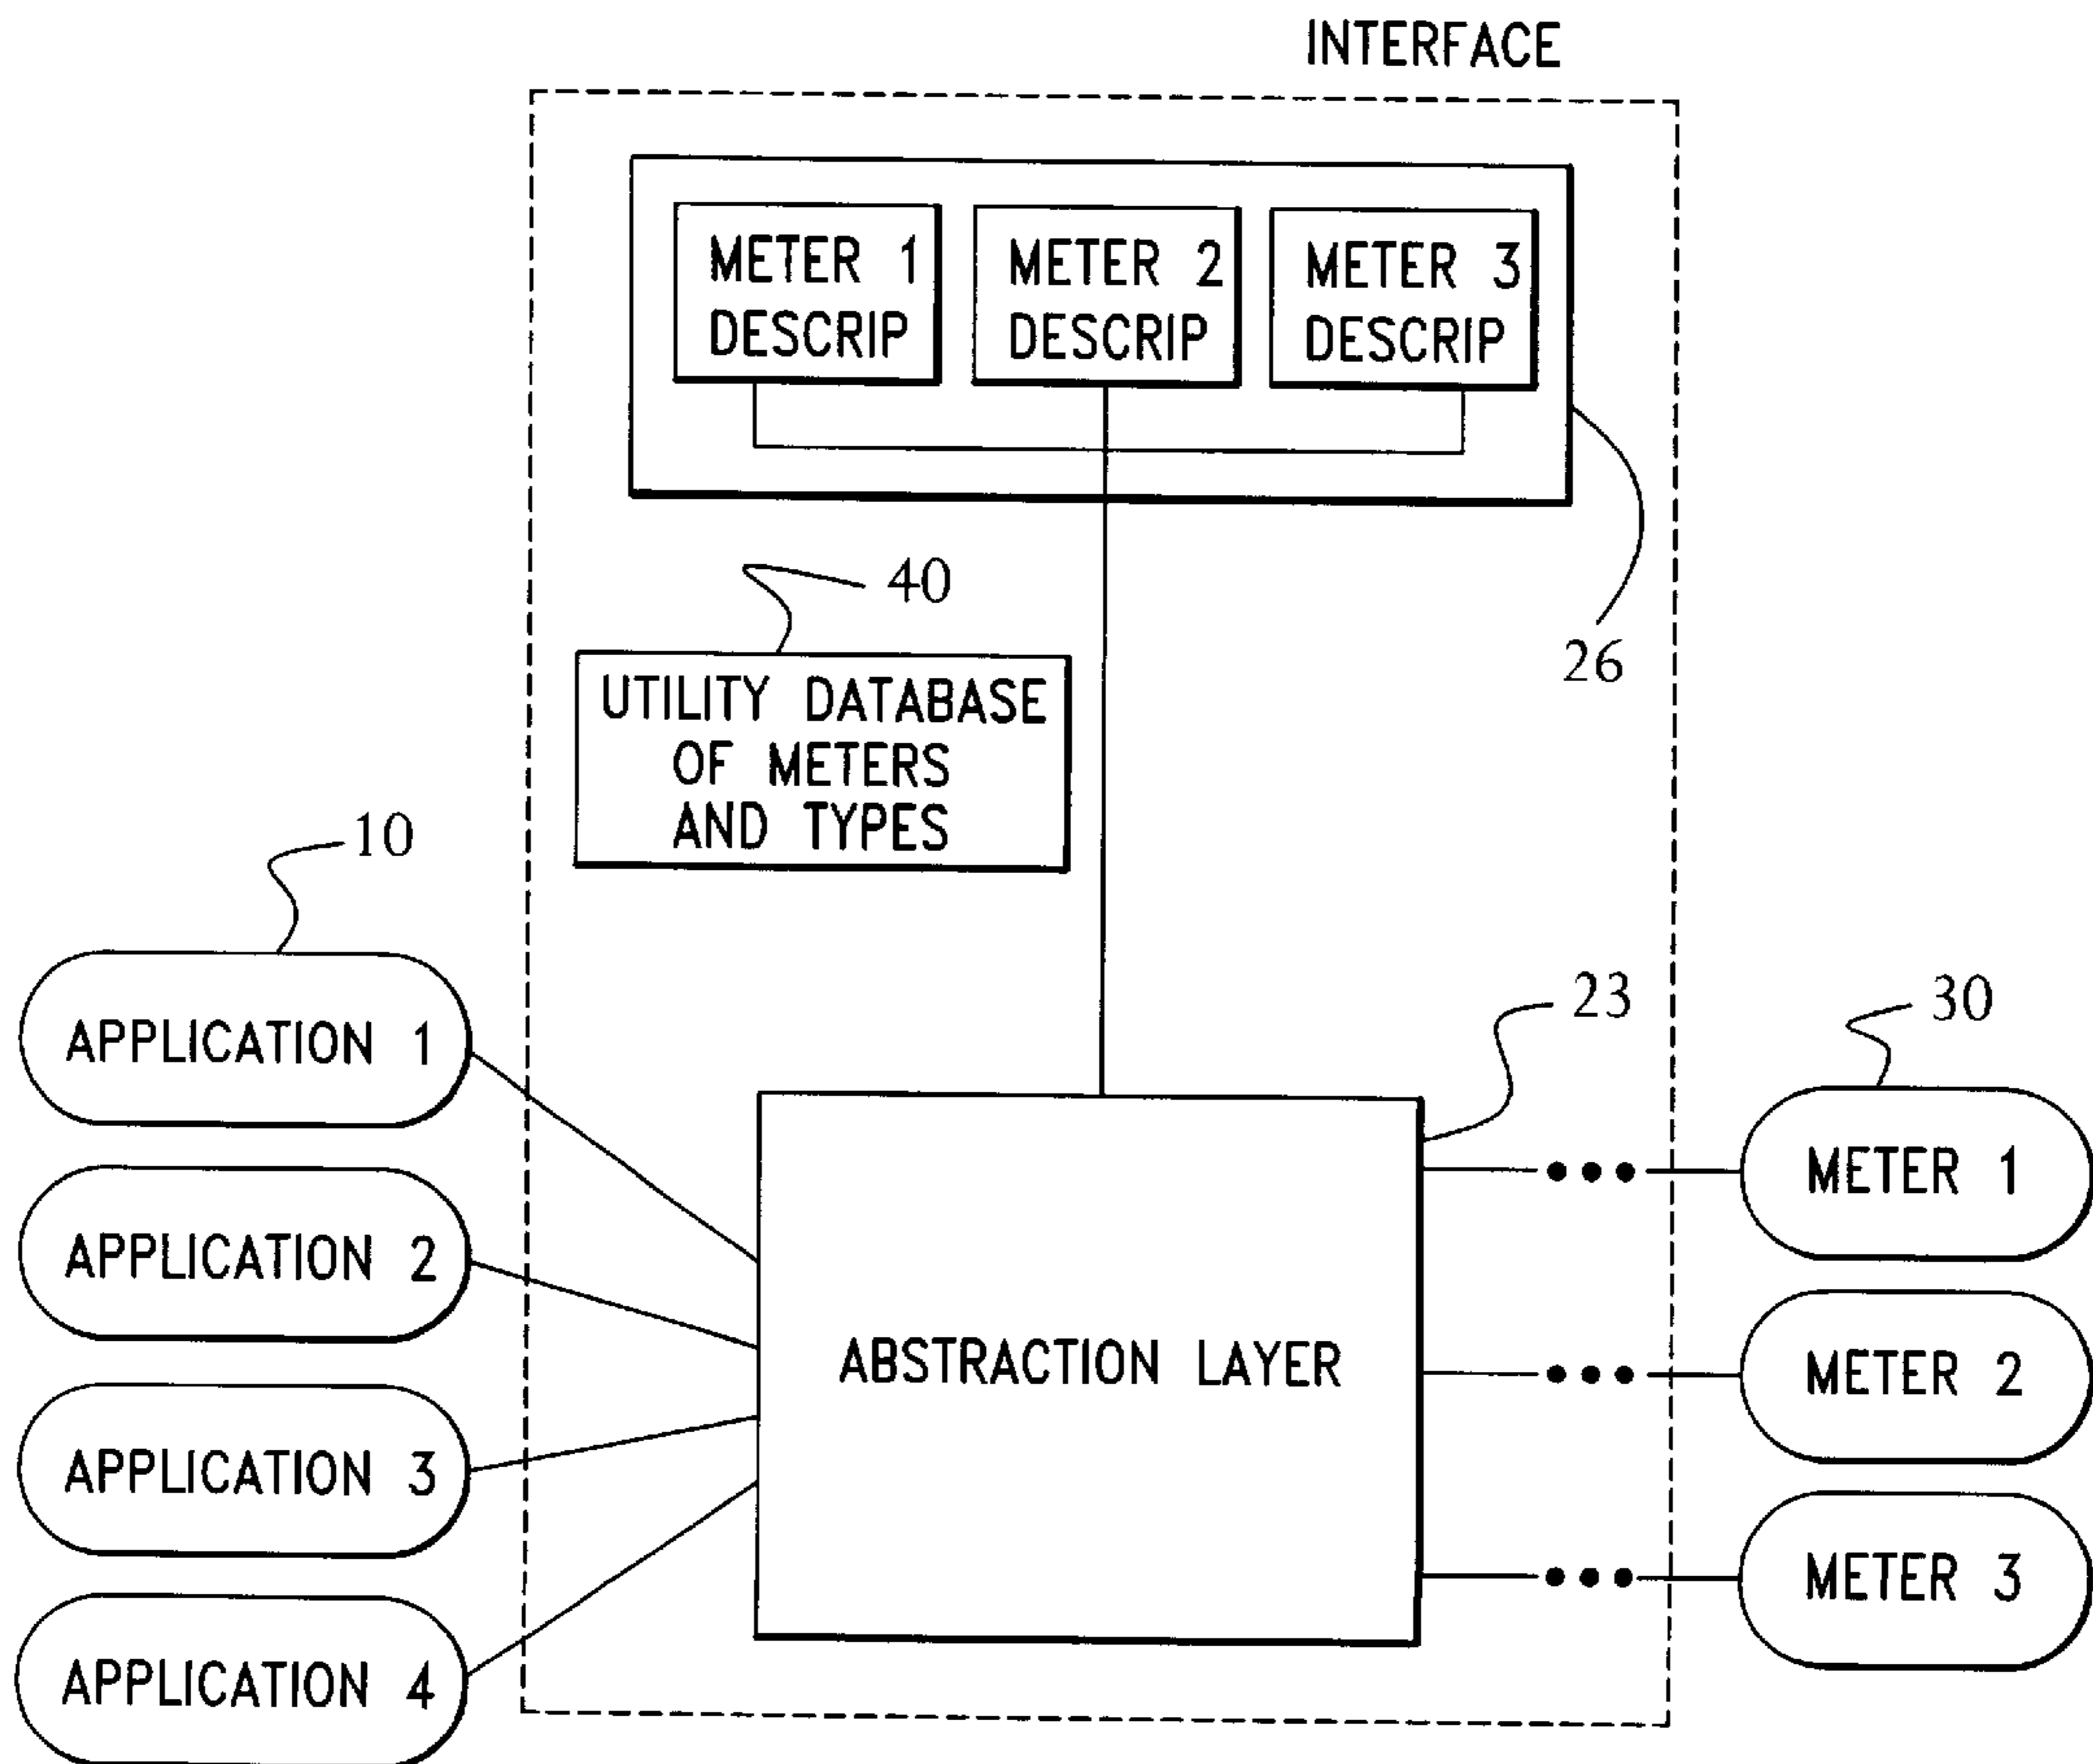 INTERFACE
METER 1
DESCRIP
METER 2
DESCRIP
METER 3
DESCRIP
40
26
UTILITY DATABASE
OF METERS
AND TYPES
10
APPLICATION 1
APPLICATION 2
APPLICATION 3
APPLICATION 4
ABSTRACTION LAYER
23
30
METER 1
METER 2
METER 3